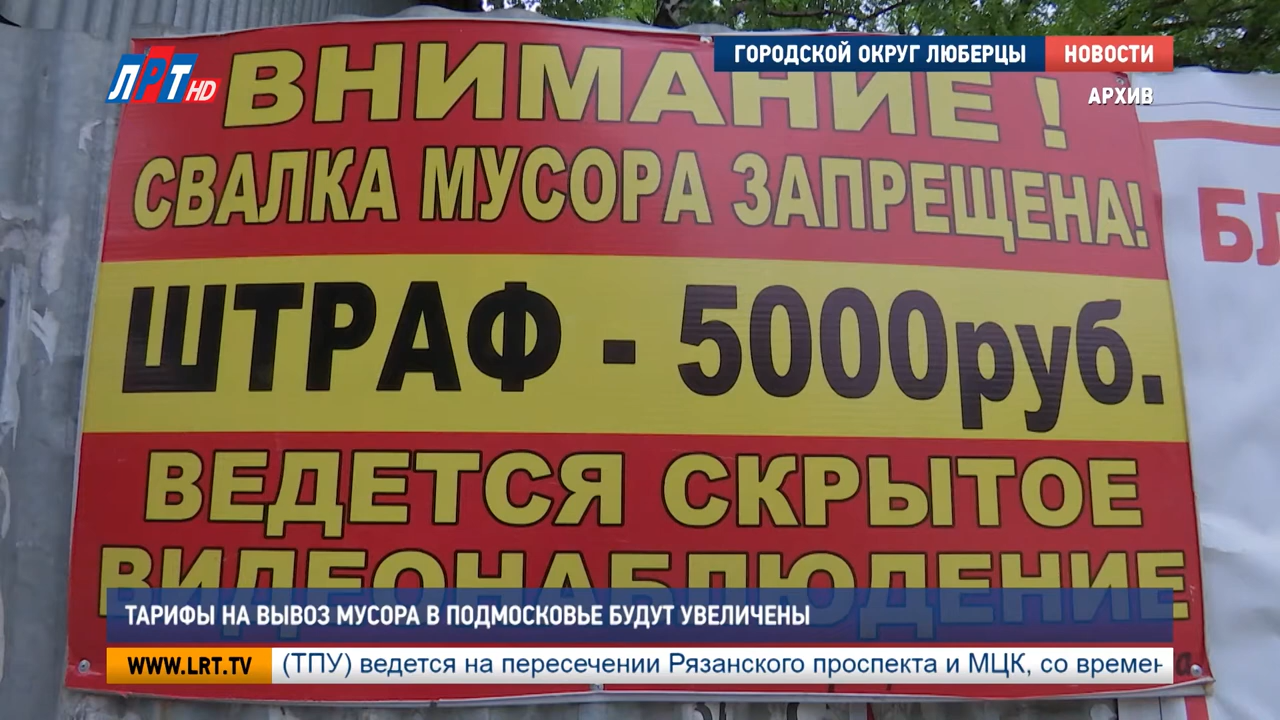 ЛРТ HD
ГОРОДСКОЙ ОКРУГ ЛЮБЕРЦЫ НОВОСТИ
АРХИВ
ВНИМАНИЕ !
СВАЛКА МУСОРА ЗАПРЕЩЕНА!
ШТРАФ - 5000руб.
ВЕДЕТСЯ СКРЫТОЕ
ВИДЕОНАБЛЮДЕНИЕ
ТАРИФЫ НА ВЫВОЗ МУСОРА В ПОДМОСКОВЬЕ БУДУТ УВЕЛИЧЕНЫ
WWW.LRT.TV (ТПУ) ведется на пересечении Рязанского проспекта и МЦК, со времен